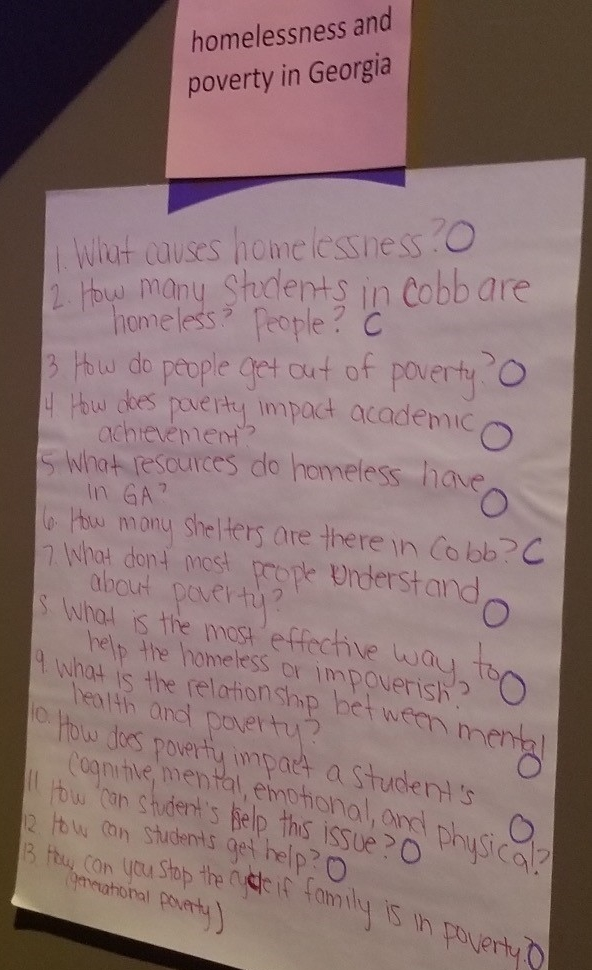 homelessness and
poverty in Georgia
1. What causes homelessness? O
2. How many Students in Cobb are
homeless? People? C
3. How do people get out of poverty? O
4 How does poverty impact academic
achievement? O
5 What resources do homeless have
in GA? O
6. How many shelters are there in Cobb? C
7. What dont most people understand
about poverty? O
8. What is the most effective way to
help the homeless or impoverish? O
9. What is the relationship between mental
health and poverty? O
10. How does poverty impact a student's
cognitive, mental, emotional, and physical? O
11 How can student's help this issue? O
12 How can students get help? O
13 How can you stop the cycle if family is in poverty? O
(generational poverty)